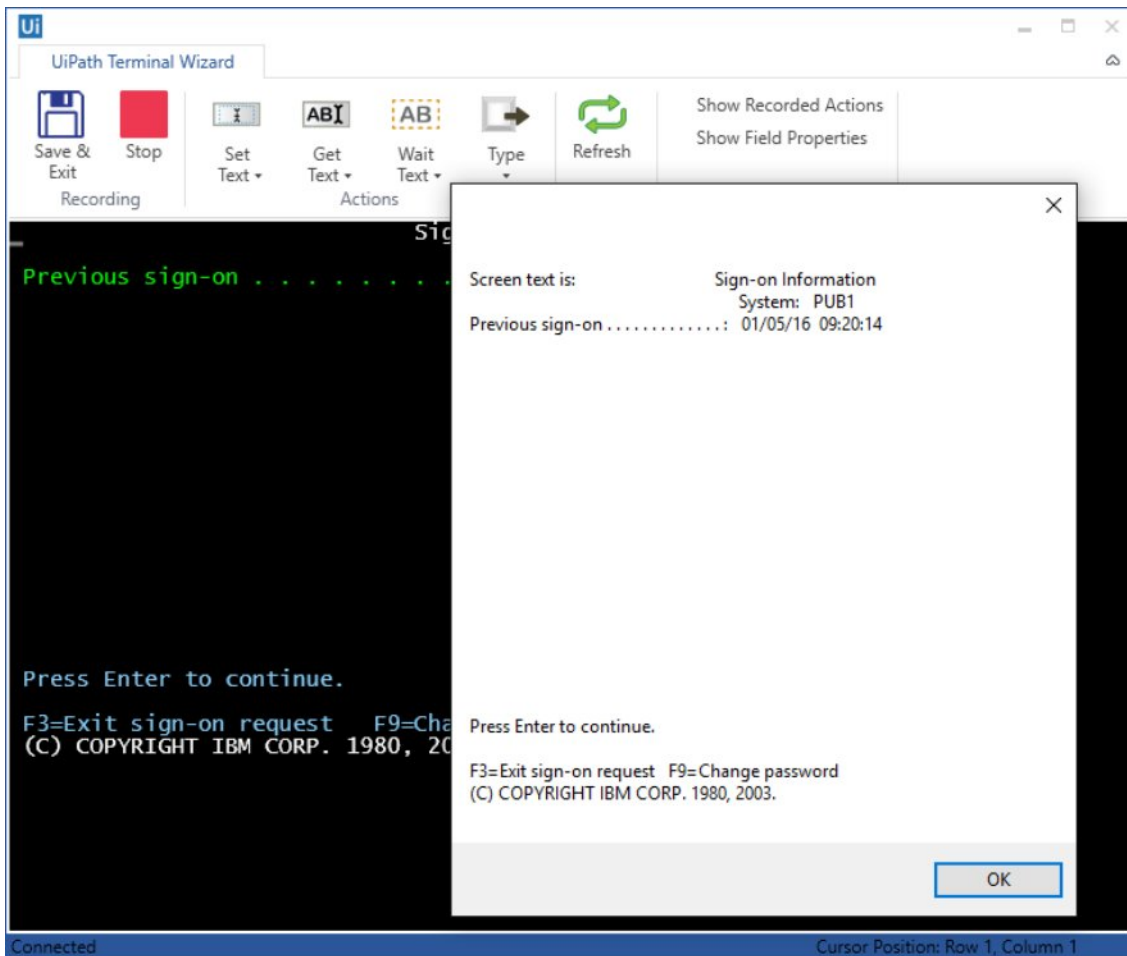 Ui
UiPath Terminal Wizard
Save & Exit
Stop
Set Text
Get Text
Wait Text
Type
Refresh
Show Recorded Actions
Show Field Properties
Recording
Actions
ABI
AB
Previous sign-on . . . . . . . .
Press Enter to continue.
F3=Exit sign-on request
(C) COPYRIGHT IBM CORP. 1980,
Screen text is: Sign-on Information
System: PUB1
Previous sign-on . . . . . . . . . . . . . : 01/05/16 09:20:14
Press Enter to continue.
F3=Exit sign-on request F9=Change password
(C) COPYRIGHT IBM CORP. 1980, 2003.
OK
Connected
Cursor Position: Row 1, Column 1